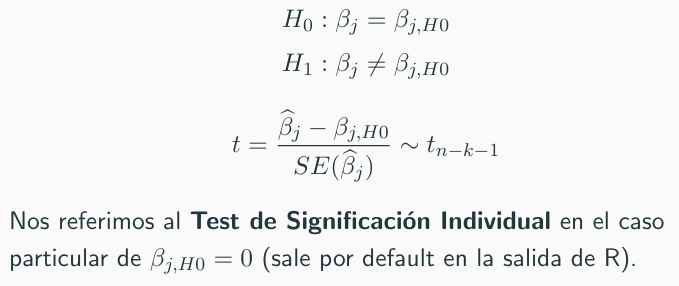 H₀ : βⱼ = βⱼ,H0
H₁ : βⱼ ≠ βⱼ,H0
t = (β̂ⱼ − βⱼ,H0) / SE(β̂ⱼ) ∼ tₙ₋ₖ₋₁
Nos referimos al Test de Significación Individual en el caso
particular de βⱼ,H0 = 0 (sale por default en la salida de R).